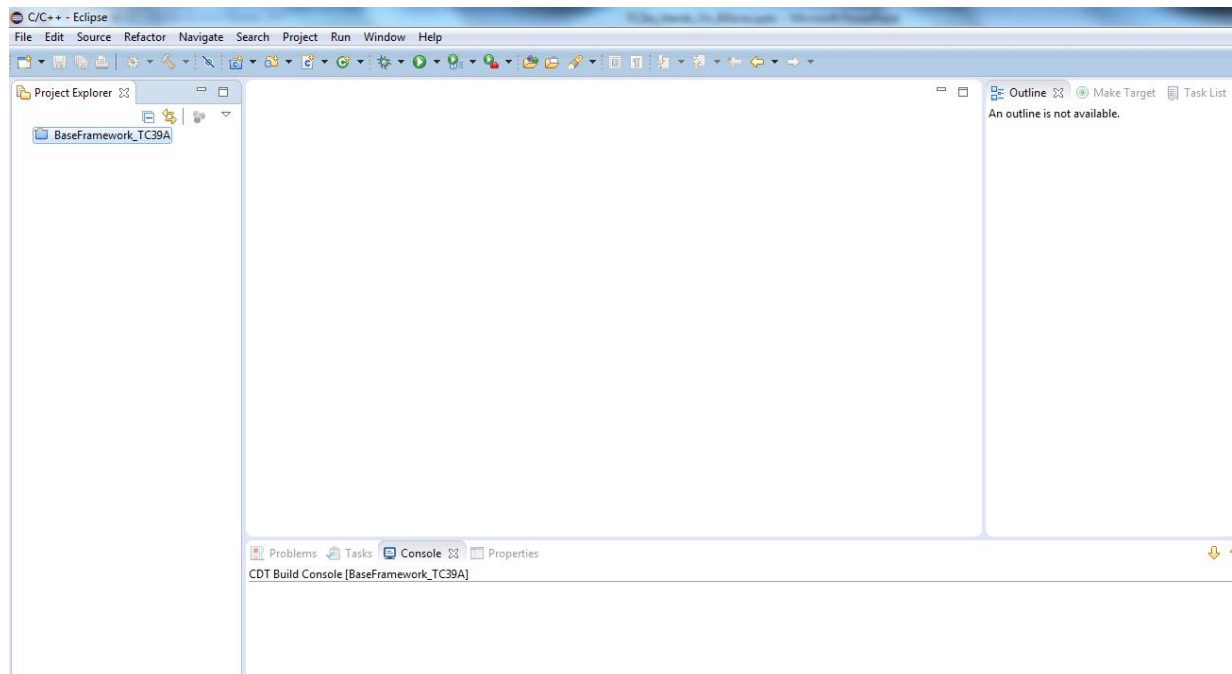 C/C++ - Eclipse
File Edit Source Refactor Navigate Search Project Run Window Help
Project Explorer
Outline Make Target Task List
An outline is not available.
BaseFramework_TC39A
Problems Tasks Console Properties
CDT Build Console [BaseFramework_TC39A]